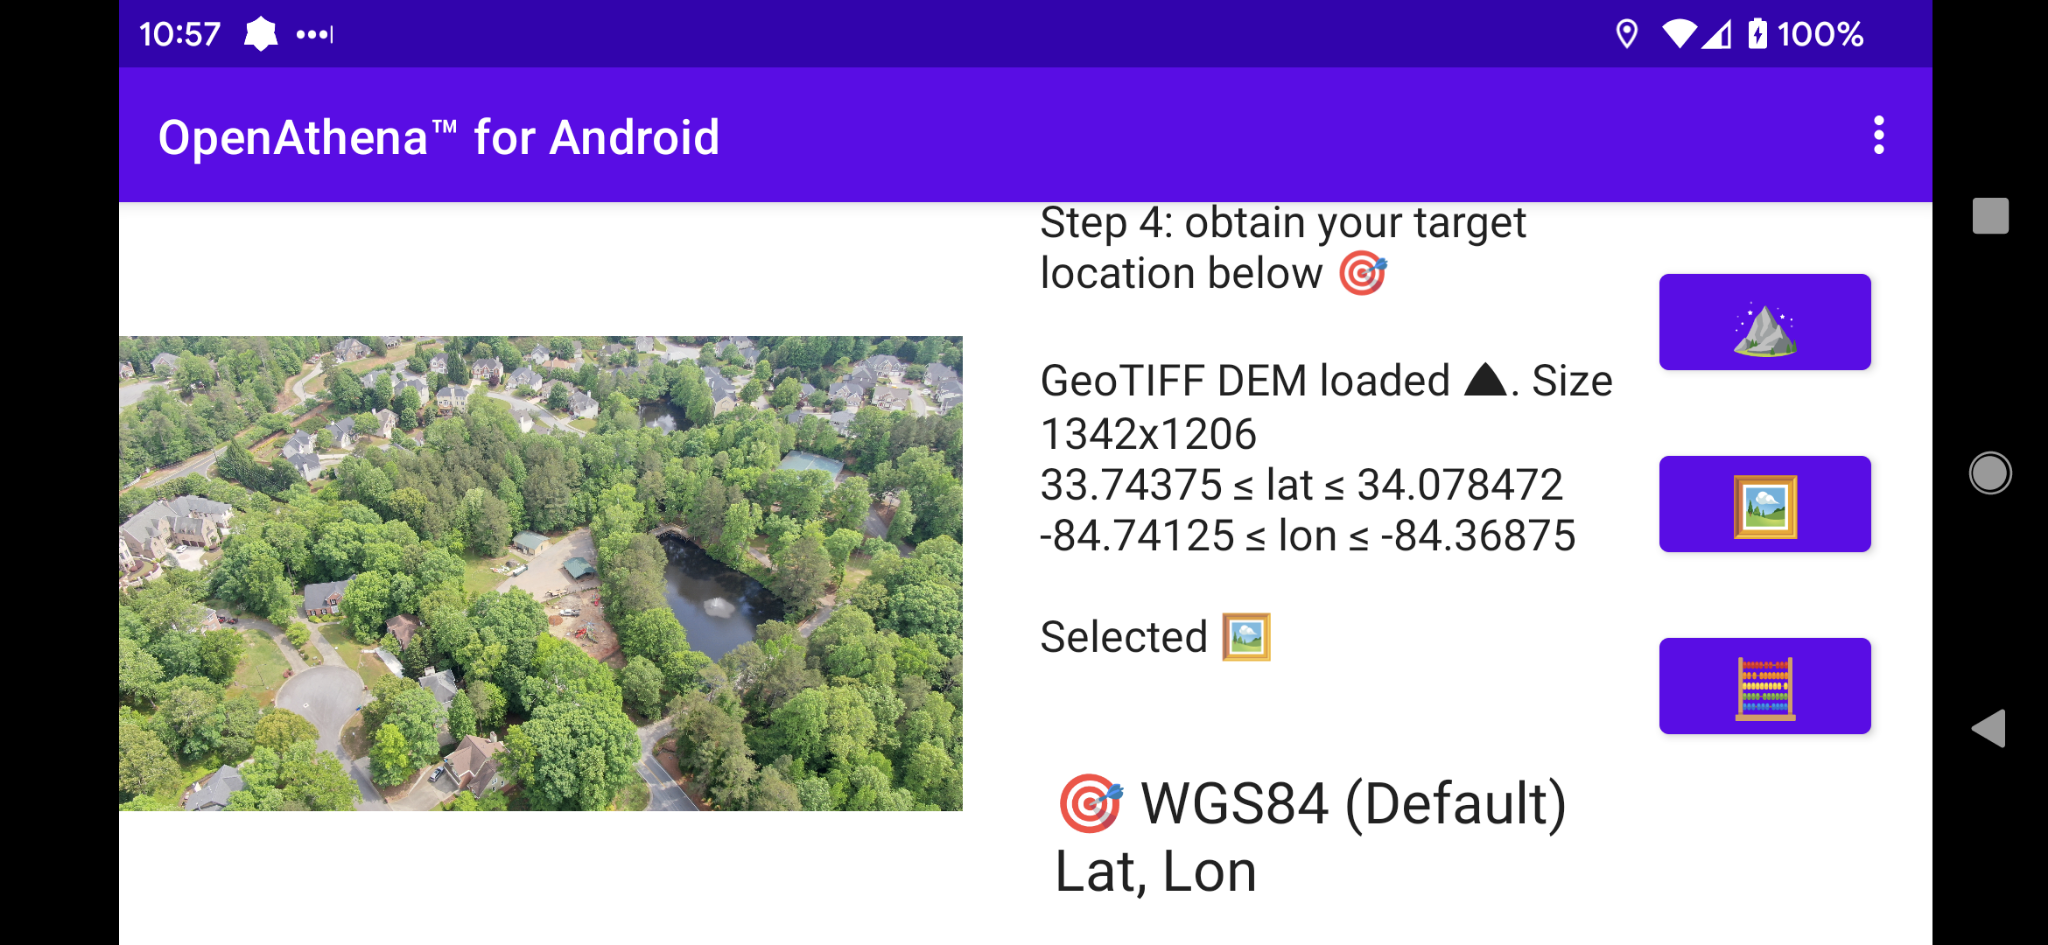 10:57
100%
OpenAthena™ for Android
Step 4: obtain your target
location below 🎯
GeoTIFF DEM loaded ▲. Size
1342x1206
33.74375 ≤ lat ≤ 34.078472
-84.74125 ≤ lon ≤ -84.36875
Selected 🖼️
🎯 WGS84 (Default)
Lat, Lon